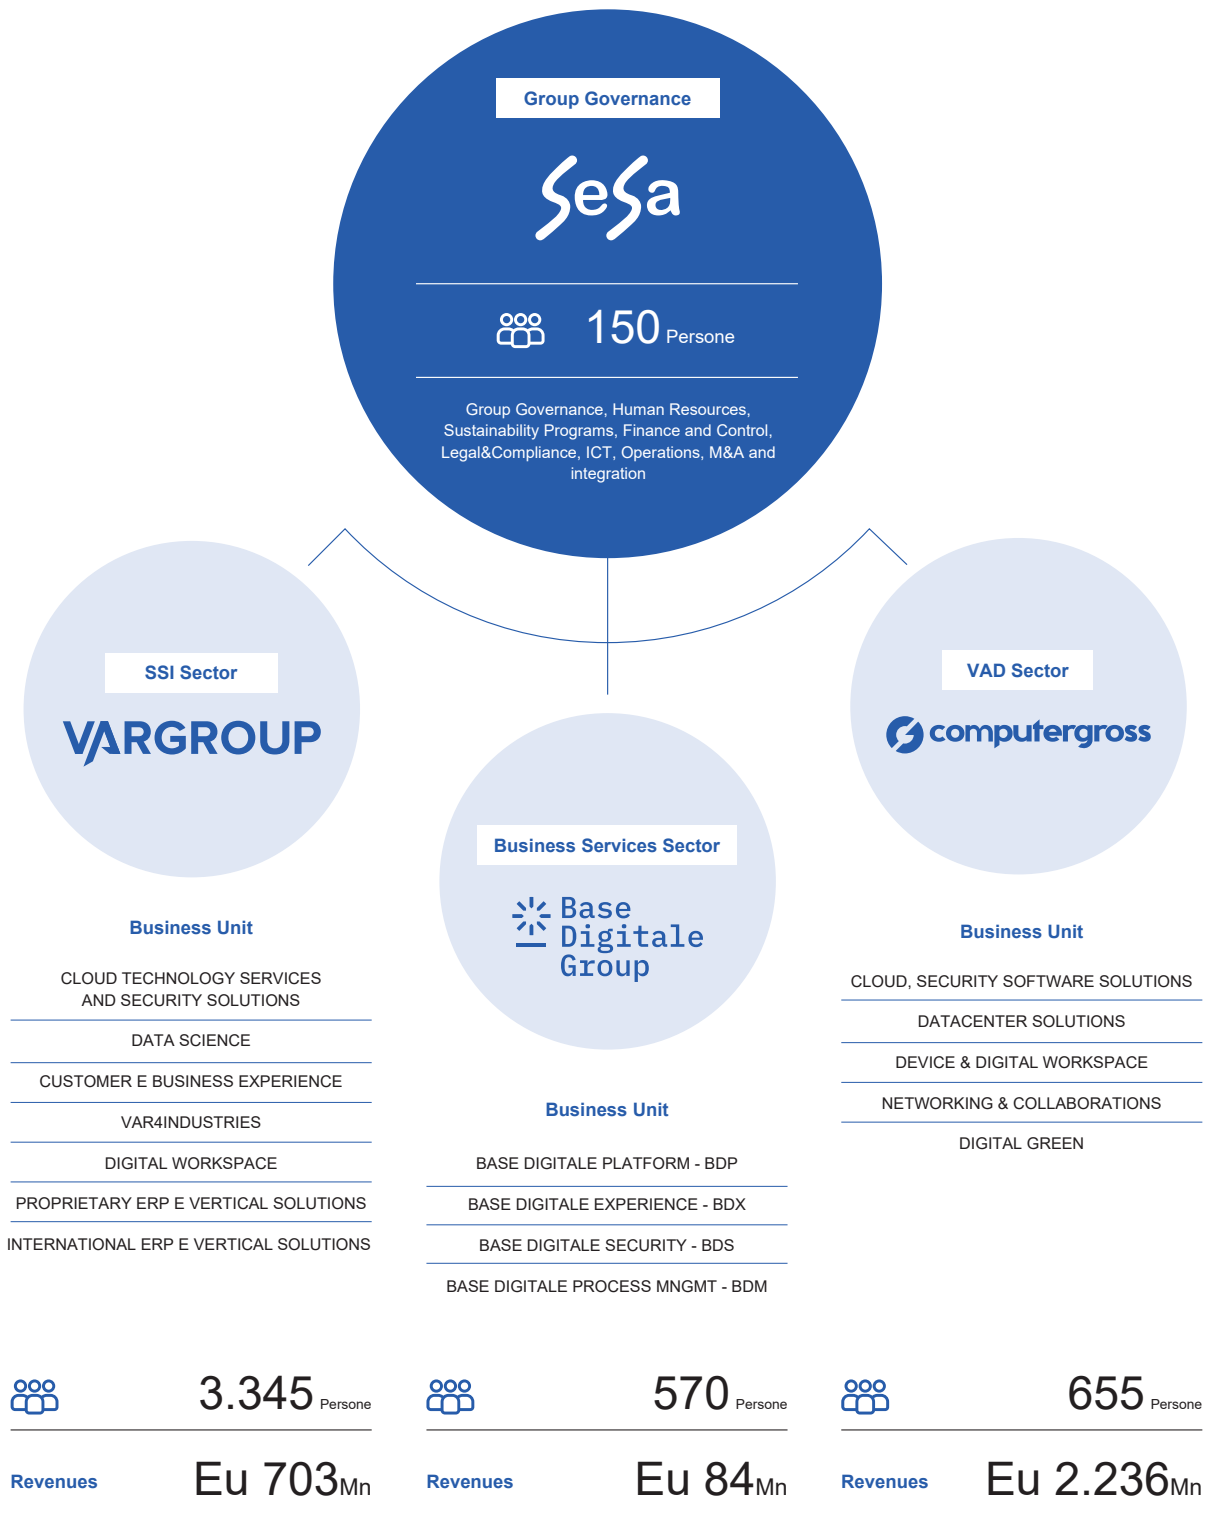 Group Governance
SeSa
150 Persone
Group Governance, Human Resources,
Sustainability Programs, Finance and Control,
Legal&Compliance, ICT, Operations, M&A and
integration
SSI Sector
VARGROUP
Business Unit
CLOUD TECHNOLOGY SERVICES
AND SECURITY SOLUTIONS
DATA SCIENCE
CUSTOMER E BUSINESS EXPERIENCE
VAR4INDUSTRIES
DIGITAL WORKSPACE
PROPRIETARY ERP E VERTICAL SOLUTIONS
INTERNATIONAL ERP E VERTICAL SOLUTIONS
3.345 Persone
Revenues Eu 703Mn
Business Services Sector
Base
Digitale
Group
Business Unit
BASE DIGITALE PLATFORM - BDP
BASE DIGITALE EXPERIENCE - BDX
BASE DIGITALE SECURITY - BDS
BASE DIGITALE PROCESS MNGMT - BDM
570 Persone
Revenues Eu 84Mn
VAD Sector
computergross
Business Unit
CLOUD, SECURITY SOFTWARE SOLUTIONS
DATACENTER SOLUTIONS
DEVICE & DIGITAL WORKSPACE
NETWORKING & COLLABORATIONS
DIGITAL GREEN
655 Persone
Revenues Eu 2.236Mn